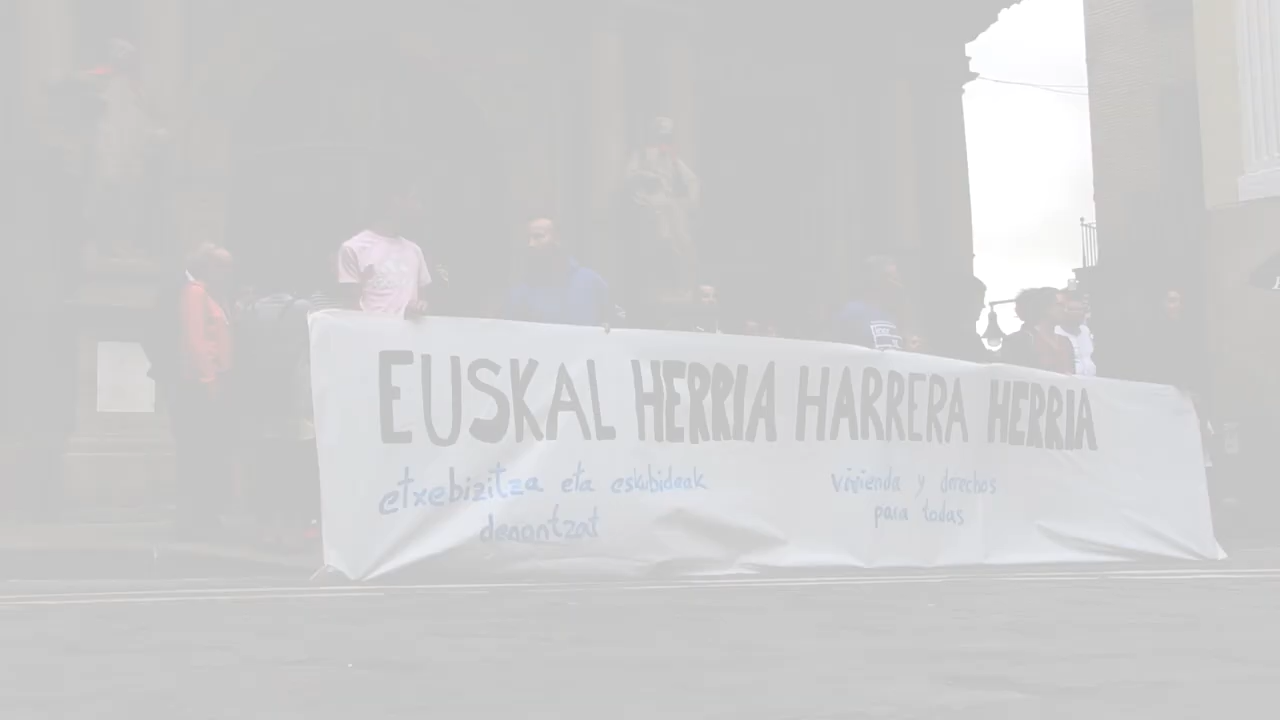 EUSKAL HERRIA HARRERA HERRIA
etxebizitza eta eskubideak
denontzat
vivienda y derechos
para todas